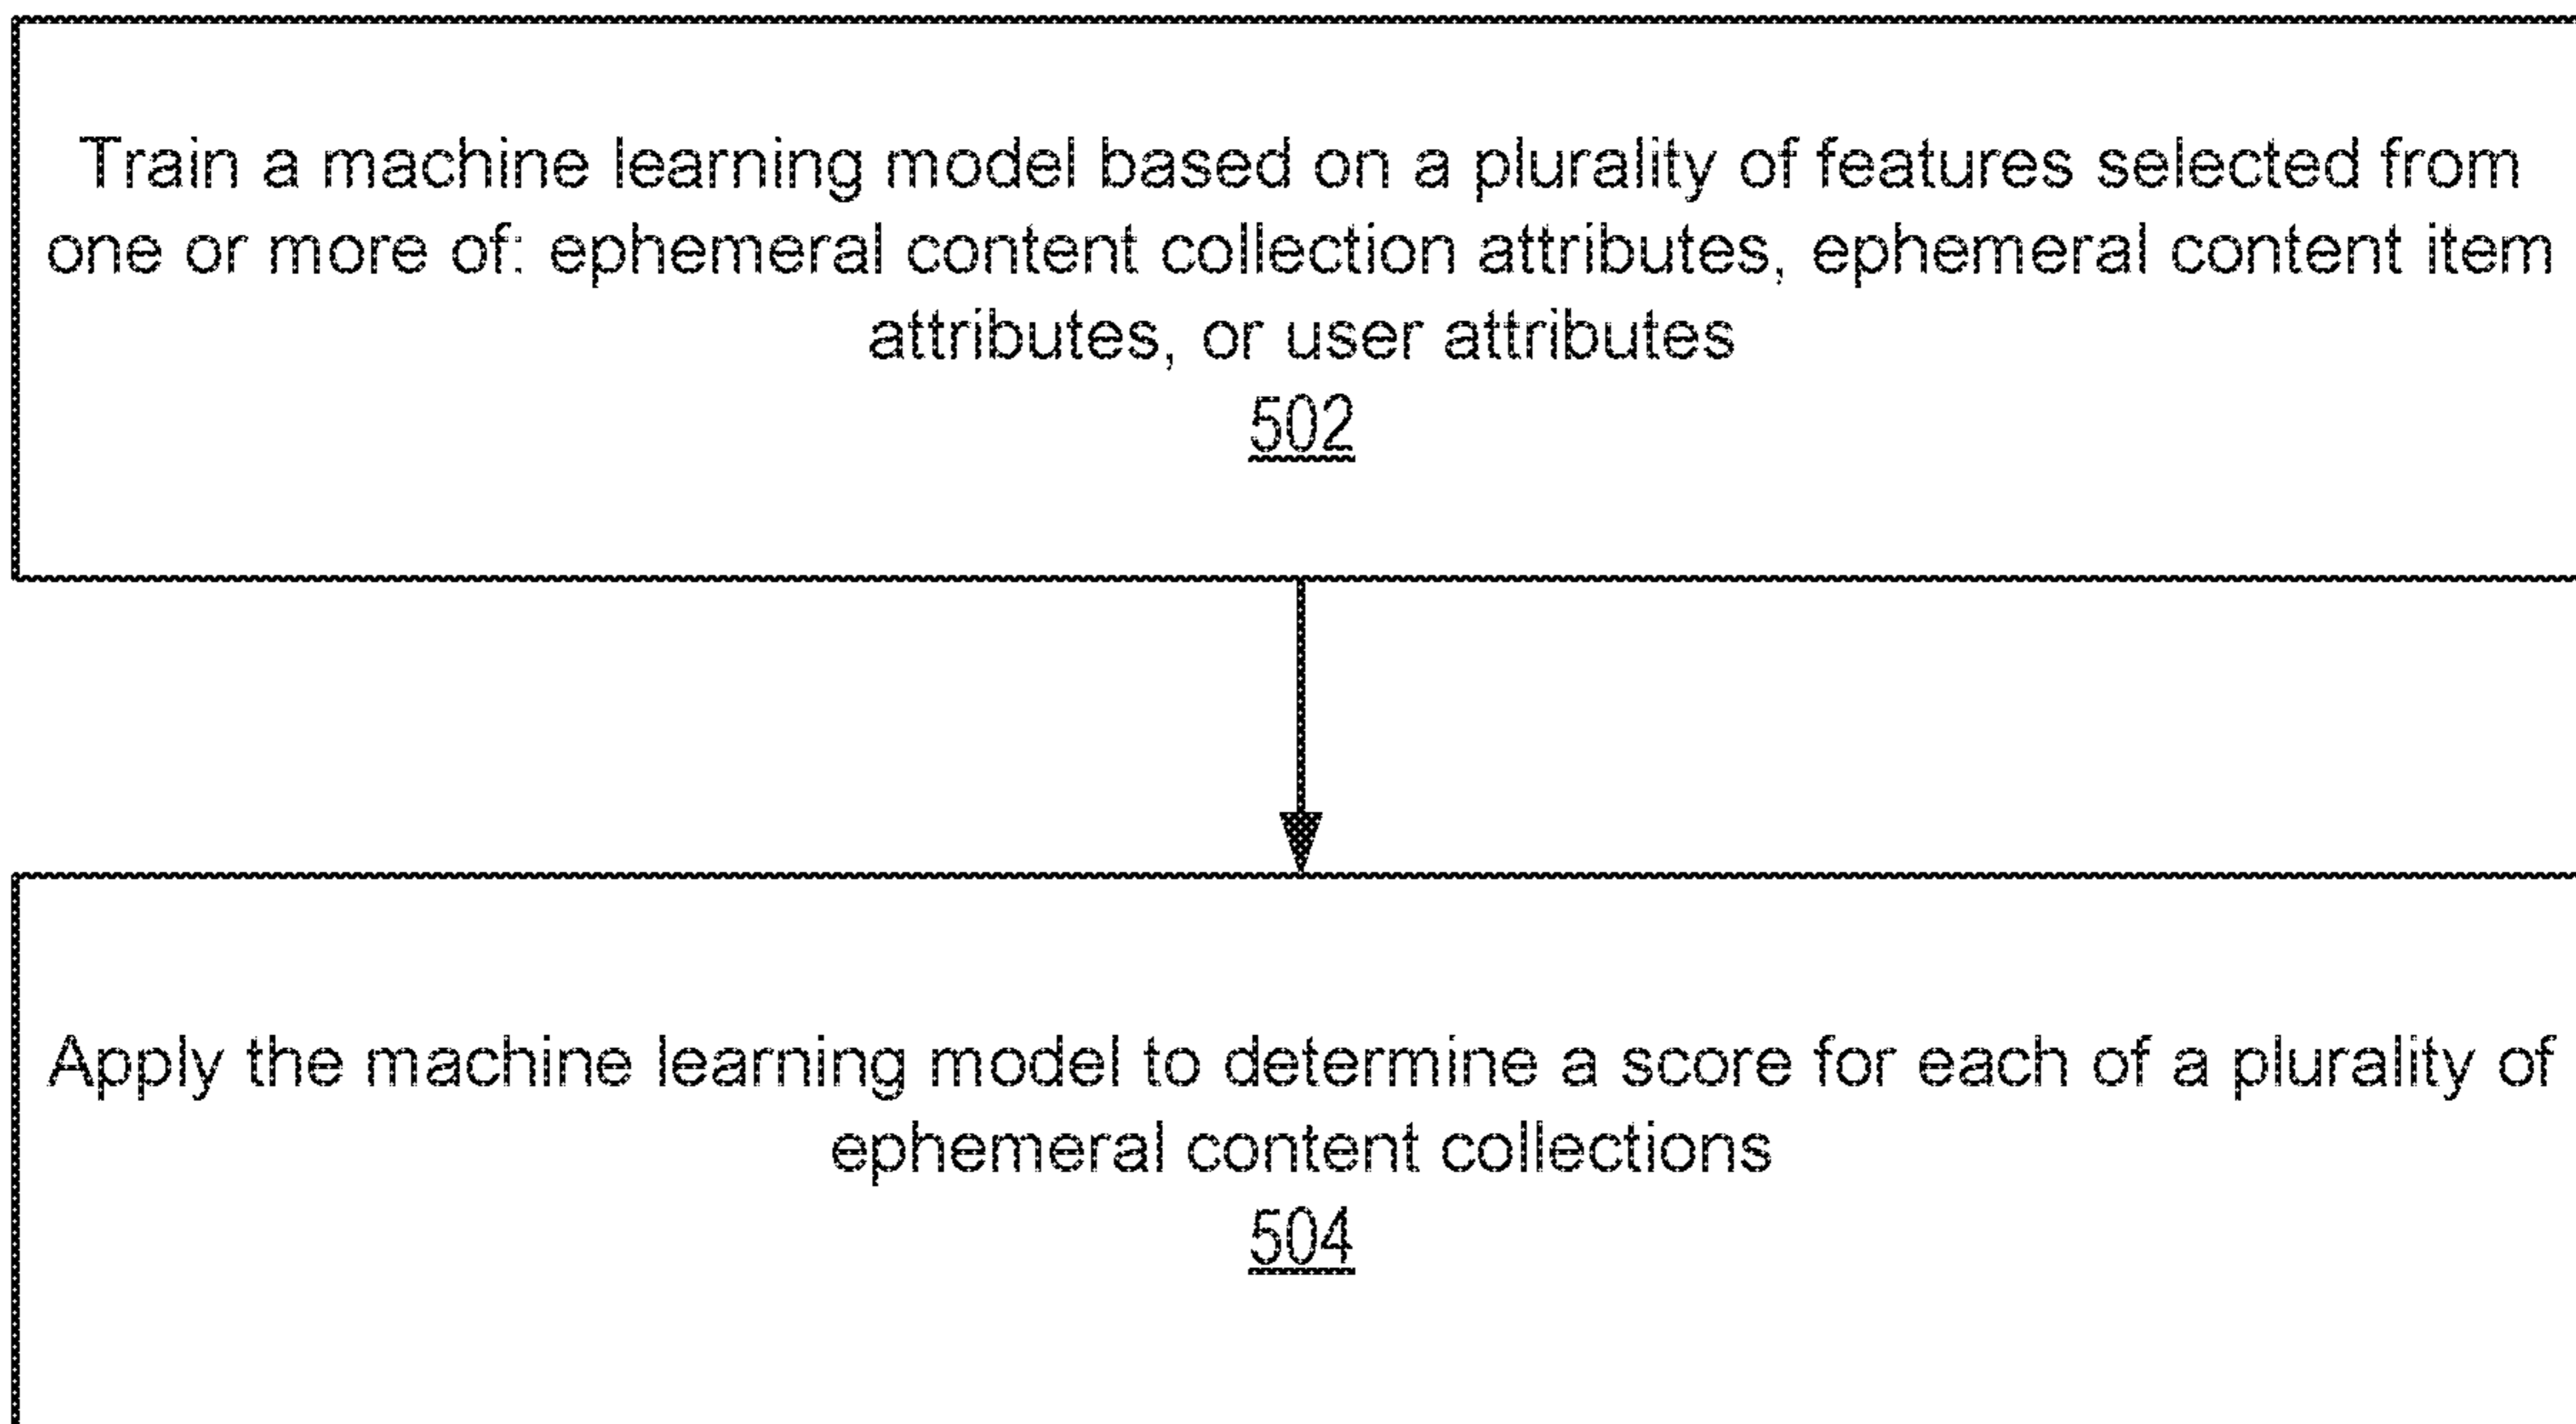 Train a machine learning model based on a plurality of features selected from
one or more of: ephemeral content collection attributes, ephemeral content item
attributes, or user attributes
502
Apply the machine learning model to determine a score for each of a plurality of
ephemeral content collections
504